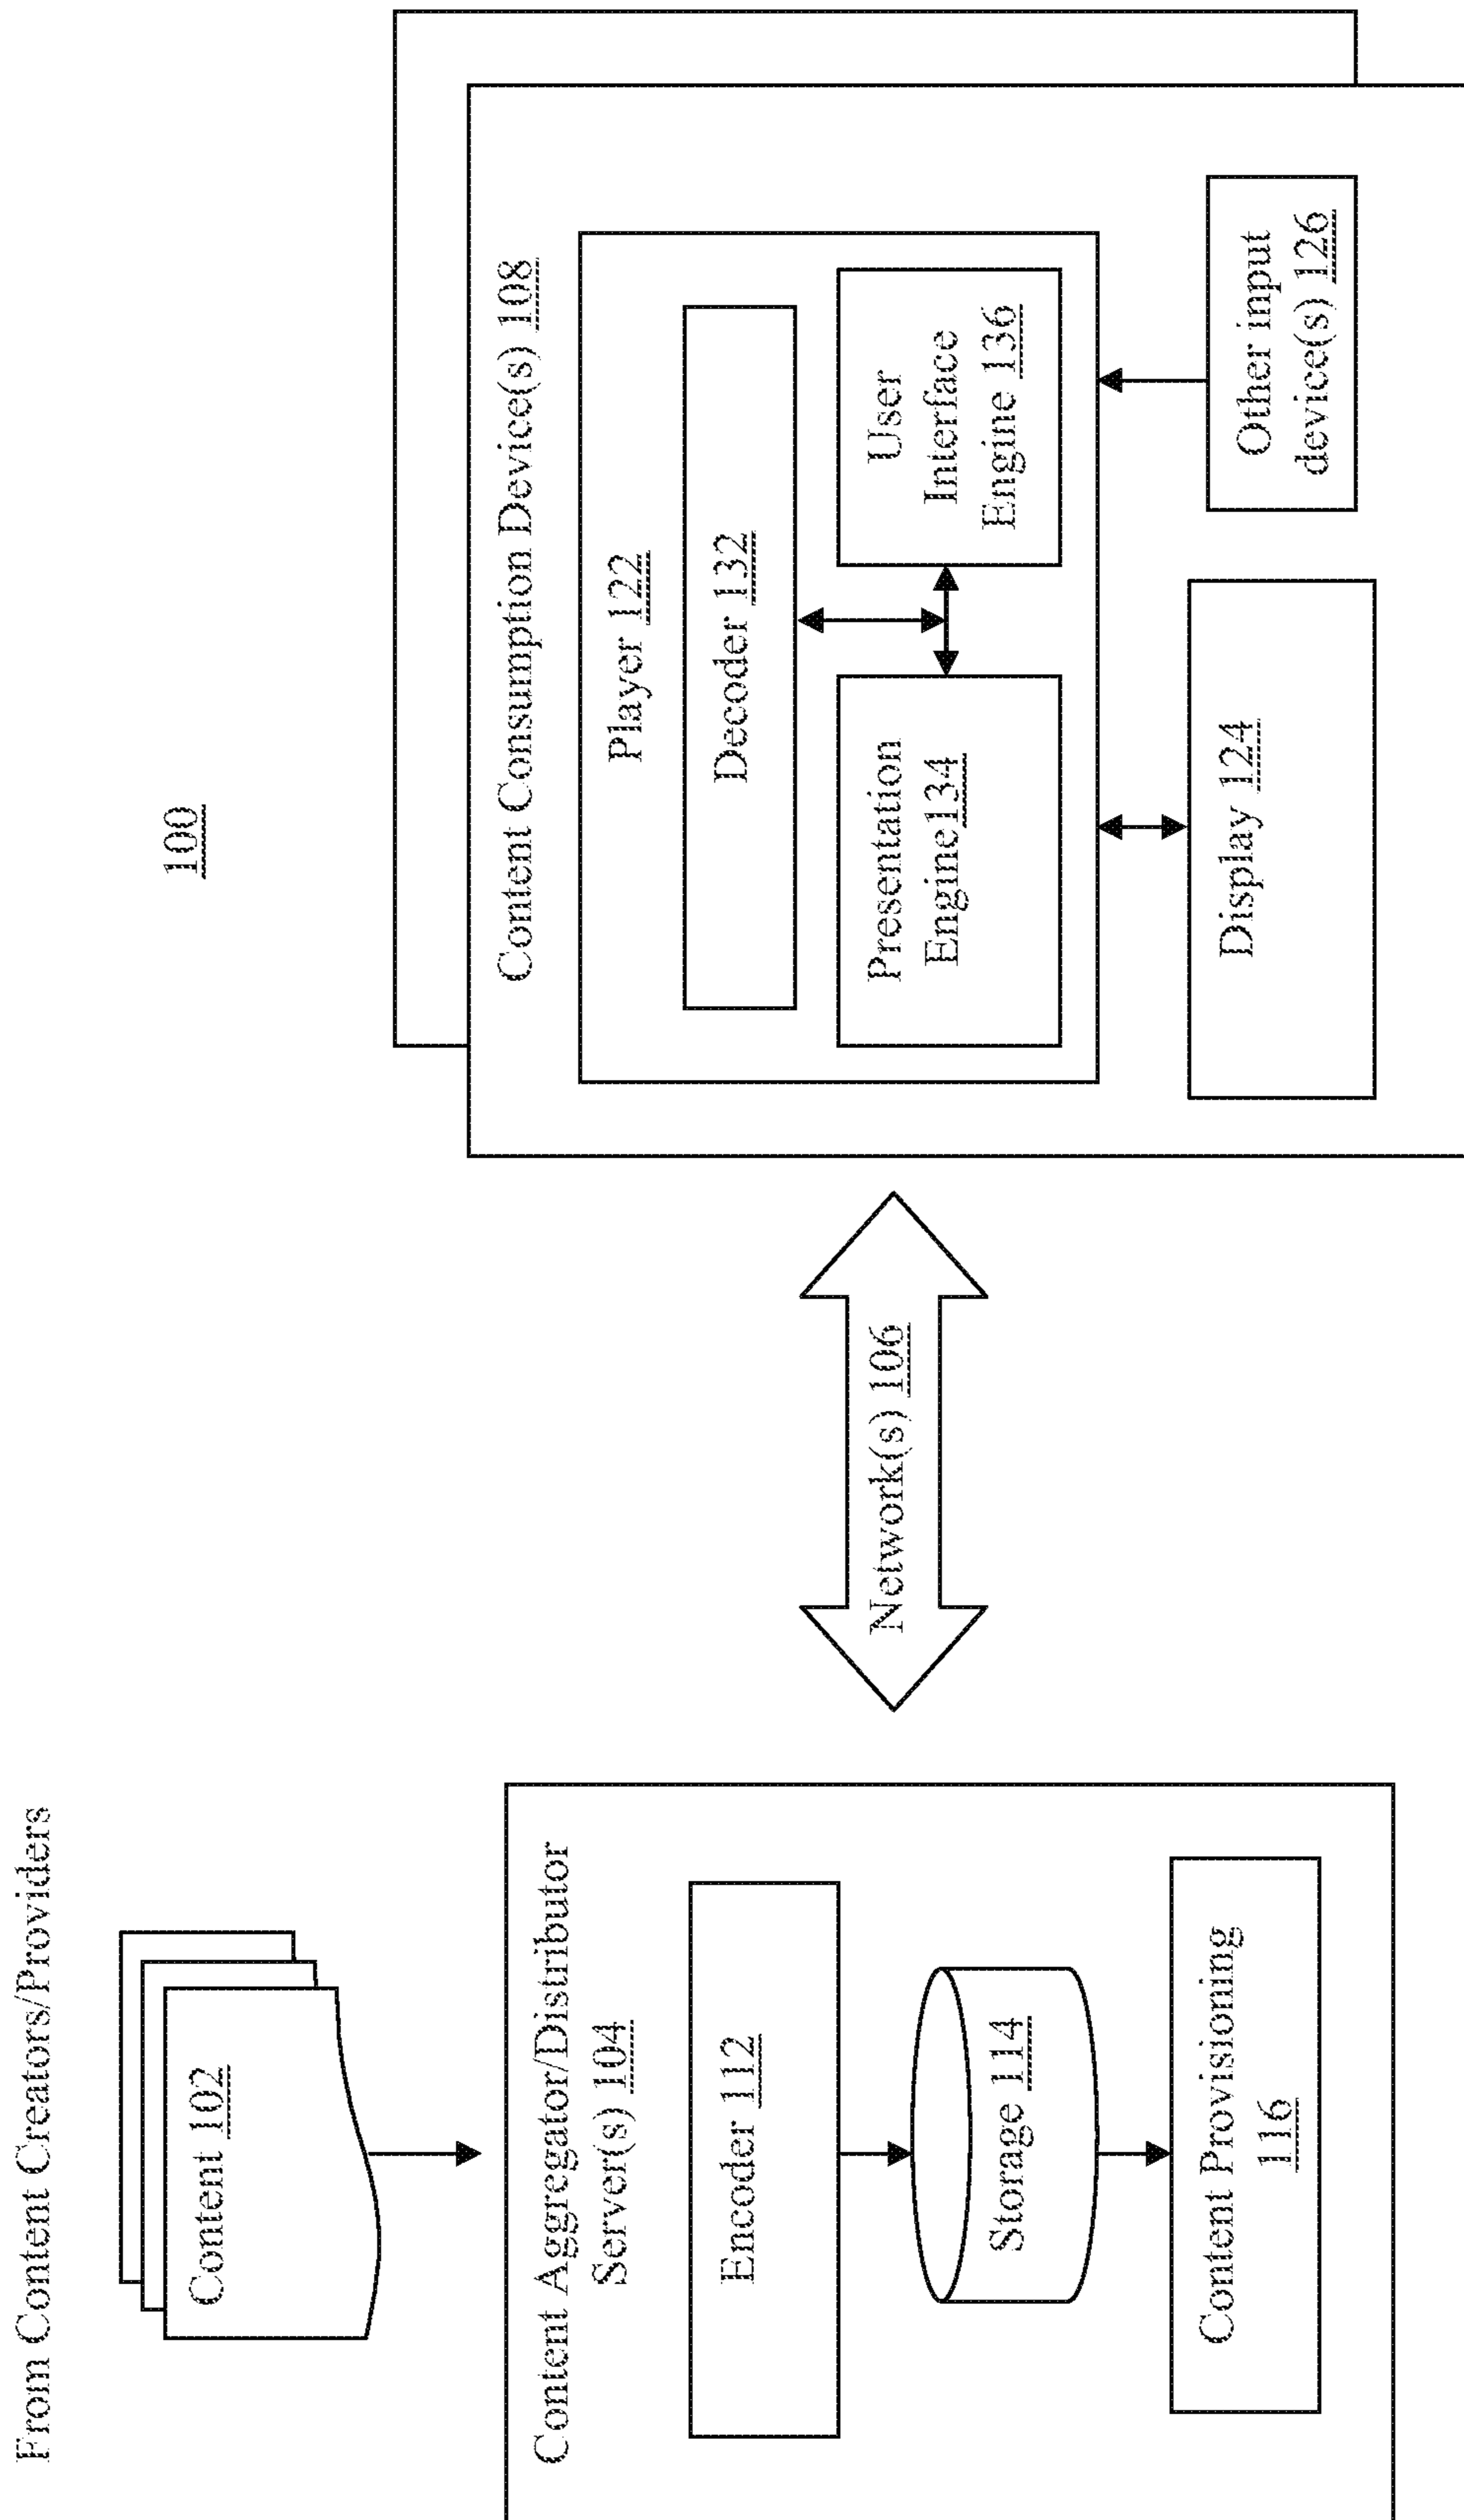 100
From Content Creators/Providers
Content 102
Content Aggregator/Distributor
Server(s) 104
Encoder 112
Storage 114
Content Provisioning
116
Network(s) 106
Content Consumption Device(s) 108
Player 122
Decoder 132
Presentation
Engine134
User
Interface
Engine 136
Display 124
Other input
device(s) 126